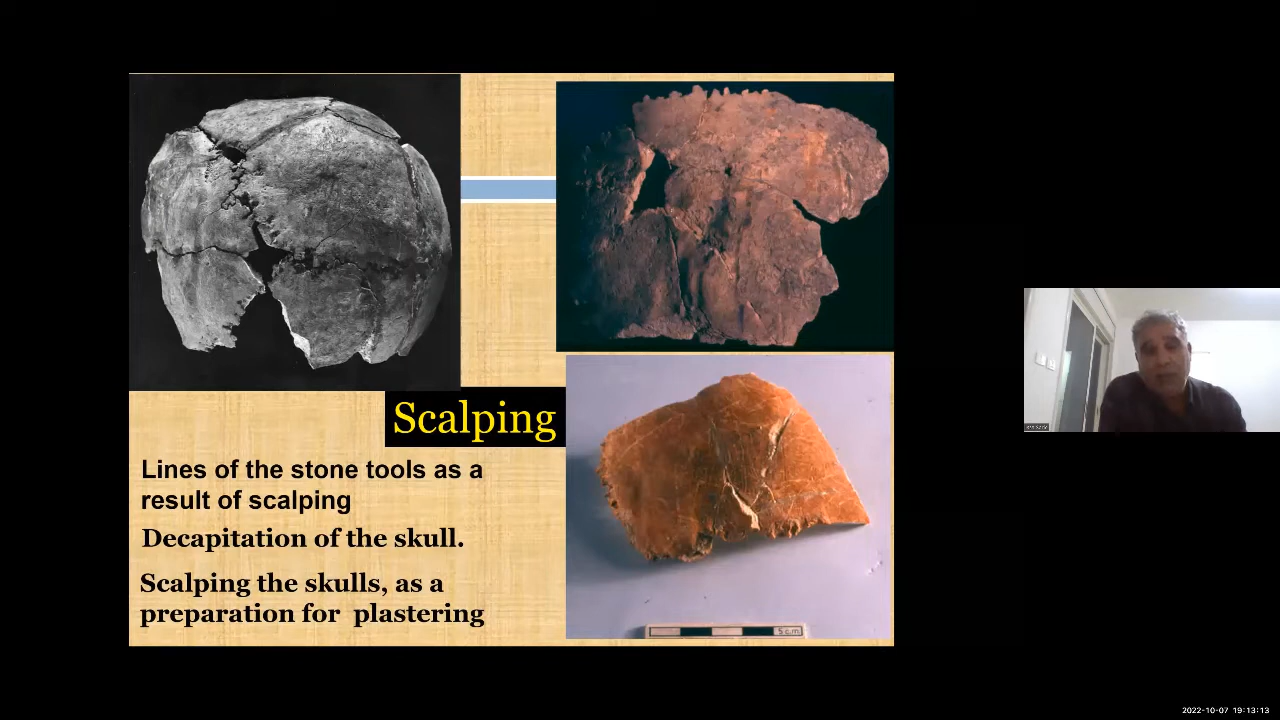 Scalping
Lines of the stone tools as a
result of scalping
Decapitation of the skull.
Scalping the skulls, as a
preparation for plastering
5 cm
2022-10-07 19:13:13